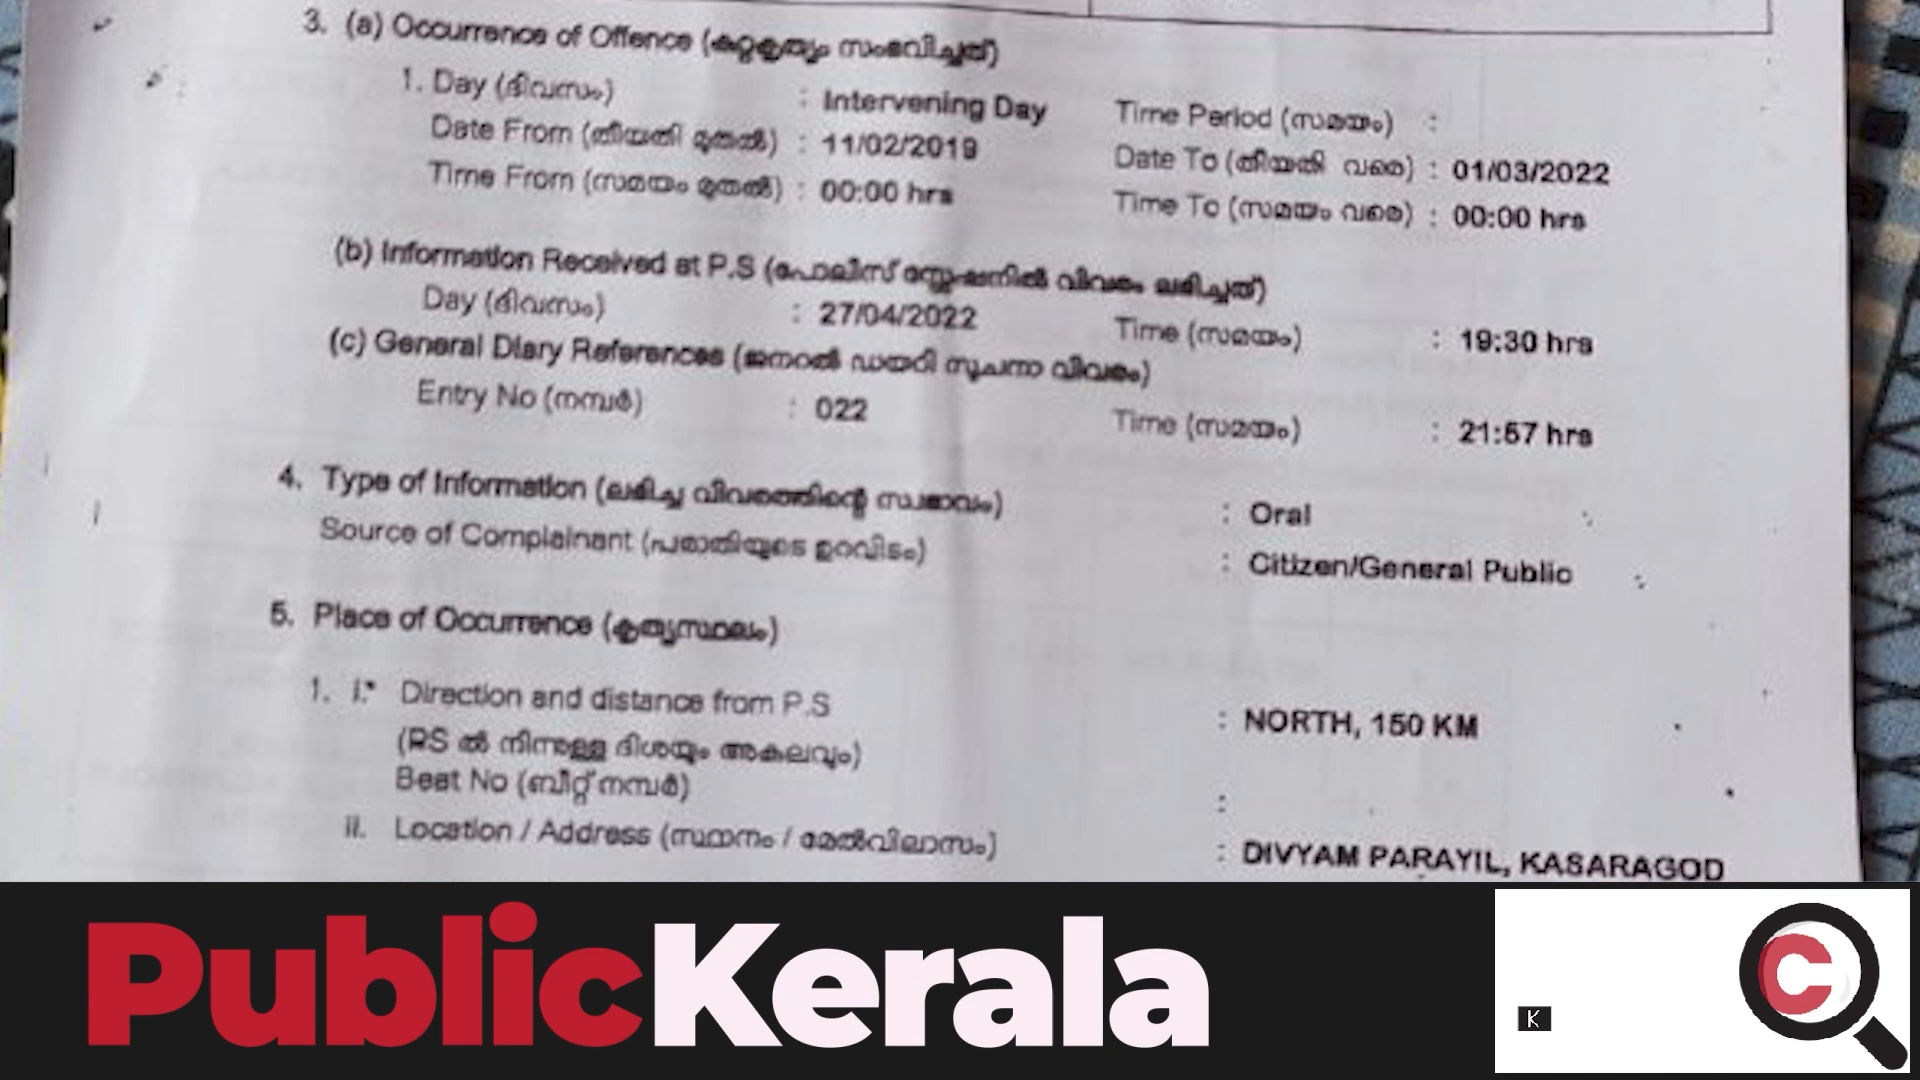 3. (a) Occurrence of Offence (കുറ്റകൃത്യം സംഭവിച്ചത്)
1. Day (ദിവസം) : Intervening Day Time Period (സമയം) :
Date From (തീയതി മുതൽ) : 11/02/2019 Date To (തീയതി വരെ) : 01/03/2022
Time From (സമയം മുതൽ) : 00:00 hrs Time To (സമയം വരെ) : 00:00 hrs
(b) Information Received at P.S (പോലീസ് സ്റ്റേഷനിൽ വിവരം ലഭിച്ചത്)
Day (ദിവസം) : 27/04/2022 Time (സമയം) : 19:30 hrs
(c) General Diary References (ജനറൽ ഡയറി സൂചനാ വിവരം)
Entry No (നമ്പർ) : 022 Time (സമയം) : 21:57 hrs
4. Type of Information (ലഭിച്ച വിവരത്തിന്റെ സ്വഭാവം) : Oral
Source of Complainant (പരാതിയുടെ ഉറവിടം) : Citizen/General Public
5. Place of Occurrence (കൃത്യസ്ഥലം)
1. i. Direction and distance from P.S : NORTH, 150 KM
(PS ൽ നിന്നുള്ള ദിശയും അകലവും)
Beat No (ബീറ്റ് നമ്പർ) :
ii. Location / Address (സ്ഥാനം / മേൽവിലാസം) : DIVYAM PARAYIL, KASARAGOD
PublicKerala
K
C